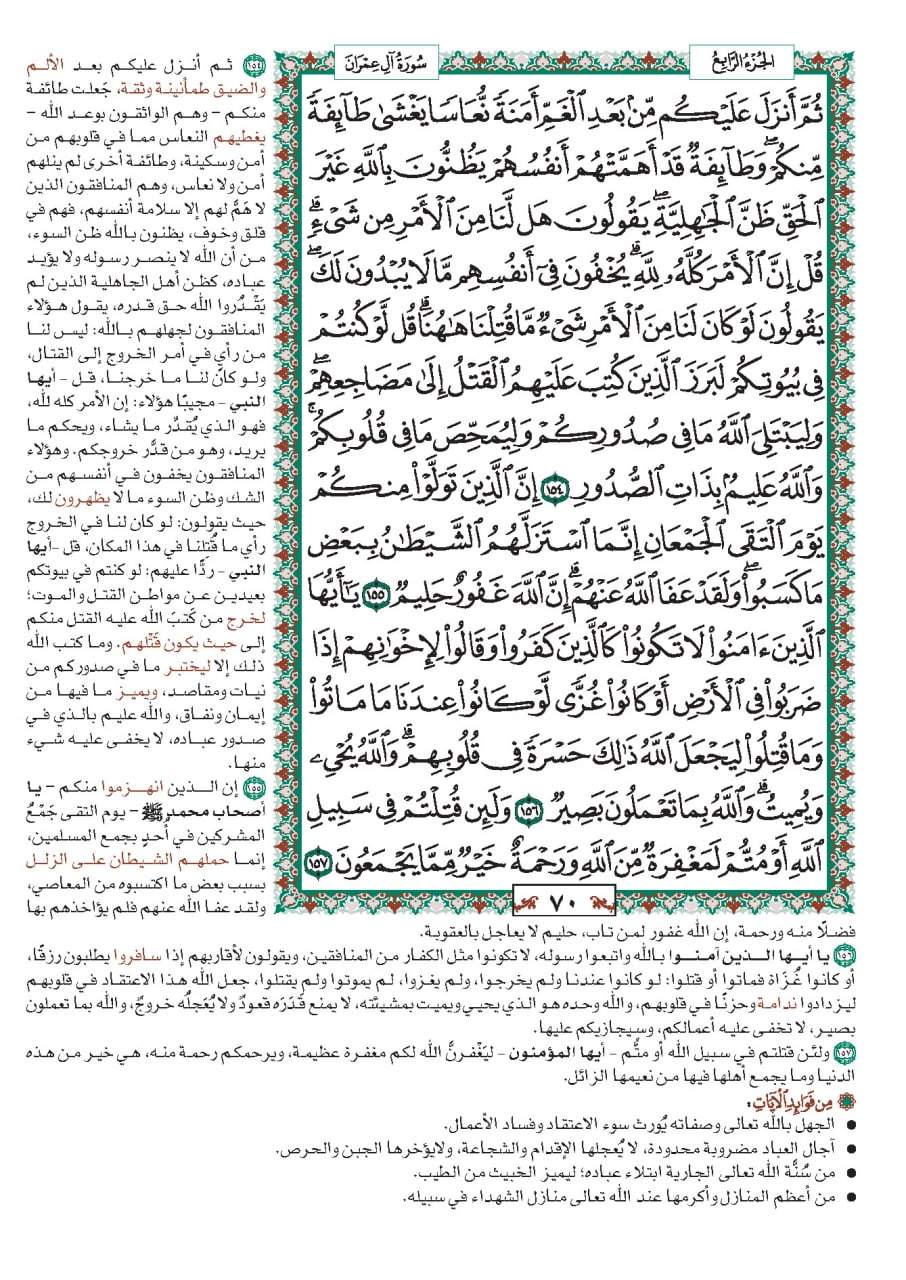 الجزء الرابع
سورة آل عمران
ثُمَّ أَنزَلَ عَلَيْكُم مِّنۢ بَعْدِ ٱلْغَمِّ أَمَنَةً نُّعَاسًا يَغْشَىٰ طَآئِفَةً
مِّنكُمْ ۖ وَطَآئِفَةٌ قَدْ أَهَمَّتْهُمْ أَنفُسُهُمْ يَظُنُّونَ بِٱللَّهِ غَيْرَ
ٱلْحَقِّ ظَنَّ ٱلْجَٰهِلِيَّةِ ۖ يَقُولُونَ هَل لَّنَا مِنَ ٱلْأَمْرِ مِن شَىْءٍ ۗ
قُلْ إِنَّ ٱلْأَمْرَ كُلَّهُۥ لِلَّهِ ۗ يُخْفُونَ فِىٓ أَنفُسِهِم مَّا لَا يُبْدُونَ لَكَ ۖ
يَقُولُونَ لَوْ كَانَ لَنَا مِنَ ٱلْأَمْرِ شَىْءٌ مَّا قُتِلْنَا هَٰهُنَا ۗ قُل لَّوْ كُنتُمْ
فِى بُيُوتِكُمْ لَبَرَزَ ٱلَّذِينَ كُتِبَ عَلَيْهِمُ ٱلْقَتْلُ إِلَىٰ مَضَاجِعِهِمْ ۖ
وَلِيَبْتَلِىَ ٱللَّهُ مَا فِى صُدُورِكُمْ وَلِيُمَحِّصَ مَا فِى قُلُوبِكُمْ ۗ
وَٱللَّهُ عَلِيمٌۢ بِذَاتِ ٱلصُّدُورِ ١٥٤ إِنَّ ٱلَّذِينَ تَوَلَّوْا۟ مِنكُمْ
يَوْمَ ٱلْتَقَى ٱلْجَمْعَانِ إِنَّمَا ٱسْتَزَلَّهُمُ ٱلشَّيْطَٰنُ بِبَعْضِ
مَا كَسَبُوا۟ ۖ وَلَقَدْ عَفَا ٱللَّهُ عَنْهُمْ ۗ إِنَّ ٱللَّهَ غَفُورٌ حَلِيمٌ ١٥٥ يَٰٓأَيُّهَا
ٱلَّذِينَ ءَامَنُوا۟ لَا تَكُونُوا۟ كَٱلَّذِينَ كَفَرُوا۟ وَقَالُوا۟ لِإِخْوَٰنِهِمْ إِذَا
ضَرَبُوا۟ فِى ٱلْأَرْضِ أَوْ كَانُوا۟ غُزًّى لَّوْ كَانُوا۟ عِندَنَا مَا مَاتُوا۟
وَمَا قُتِلُوا۟ لِيَجْعَلَ ٱللَّهُ ذَٰلِكَ حَسْرَةً فِى قُلُوبِهِمْ ۗ وَٱللَّهُ يُحْىِۦ
وَيُمِيتُ ۗ وَٱللَّهُ بِمَا تَعْمَلُونَ بَصِيرٌ ١٥٦ وَلَئِن قُتِلْتُمْ فِى سَبِيلِ
ٱللَّهِ أَوْ مُتُّمْ لَمَغْفِرَةٌ مِّنَ ٱللَّهِ وَرَحْمَةٌ خَيْرٌ مِّمَّا يَجْمَعُونَ ١٥٧
٧٠
١٥٤ ثم أنزل عليكم بعد الألم
والضيق طمأنينة وثقة، جَعلت طائفة
منكم - وهم الواثقون بوعد الله -
يغطيهم النعاس مما في قلوبهم من
أمن وسكينة، وطائفة أخرى لم ينلهم
أمن ولا نعاس، وهم المنافقون الذين
لا هَمَّ لهم إلا سلامة أنفسهم، فهم في
قلق وخوف، يظنون بالله ظن السوء،
من أن الله لا ينصر رسوله ولا يؤيد
عباده، كظن أهل الجاهلية الذين لم
يَقْدُروا الله حق قدره، يقول هؤلاء
المنافقون لجهلهم بالله: ليس لنا
من رأي في أمر الخروج إلى القتال،
ولو كان لنا ما خرجنا، قل - أيها
النبي - مجيبًا هؤلاء: إن الأمر كله لله،
فهو الذي يُقدِّر ما يشاء، ويحكم ما
يريد، وهو من قدَّر خروجكم. وهؤلاء
المنافقون يخفون في أنفسهم من
الشك وظن السوء ما لا يظهرون لك،
حيث يقولون: لو كان لنا في الخروج
رأي ما قُتِلنا في هذا المكان، قل -أيها
النبي - ردًّا عليهم: لو كنتم في بيوتكم
بعيدين عن مواطن القتل والموت؛
لخرج من كَتبَ الله عليه القتل منكم
إلى حيث يكون قَتْلهم. وما كتب الله
ذلك إلا ليختبر ما في صدوركم من
نيات ومقاصد، ويميز ما فيها من
إيمان ونفاق، والله عليم بالذي في
صدور عباده، لا يخفى عليه شيء
منها.
١٥٥ إن الذين انهزموا منكم - يا
أصحاب محمد ﷺ - يوم التقى جَمْعُ
المشركين في أحدٍ بجمع المسلمين،
إنما حملهم الشيطان على الزلل
بسبب بعض ما اكتسبوه من المعاصي،
ولقد عفا الله عنهم فلم يؤاخذهم بها
فضلًا منه ورحمة، إن الله غفور لمن تاب، حليم لا يعاجل بالعقوبة.
١٥٦ يا أيها الذين آمنوا بالله واتبعوا رسوله، لا تكونوا مثل الكفار من المنافقين، ويقولون لأقاربهم إذا سافروا يطلبون رزقًا،
أو كانوا غُزَاة فماتوا أو قتلوا: لو كانوا عندنا ولم يخرجوا، ولم يغزوا، لم يموتوا ولم يقتلوا، جعل الله هذا الاعتقاد في قلوبهم
ليزدادوا ندامة وحزنًا في قلوبهم، والله وحده هو الذي يحيي ويميت بمشيئته، لا يمنع قَدَرَه قعودٌ ولا يُعَجلُه خروجٌ، والله بما تعملون
بصير، لا تخفى عليه أعمالكم، وسيجازيكم عليها.
١٥٧ ولئن قتلتم في سبيل الله أو متُّم - أيها المؤمنون - ليَغْفرنَّ الله لكم مغفرة عظيمة، ويرحمكم رحمة منه، هي خير من هذه
الدنيا وما يجمع أهلها فيها من نعيمها الزائل.
من فوائد الآيات:
• الجهل بالله تعالى وصفاته يُورث سوء الاعتقاد وفساد الأعمال.
• آجال العباد مضروبة محدودة، لا يُعجلها الإقدام والشجاعة، ولايؤخرها الجبن والحرص.
• من سُنَّة الله تعالى الجارية ابتلاء عباده؛ ليميز الخبيث من الطيب.
• من أعظم المنازل وأكرمها عند الله تعالى منازل الشهداء في سبيله.